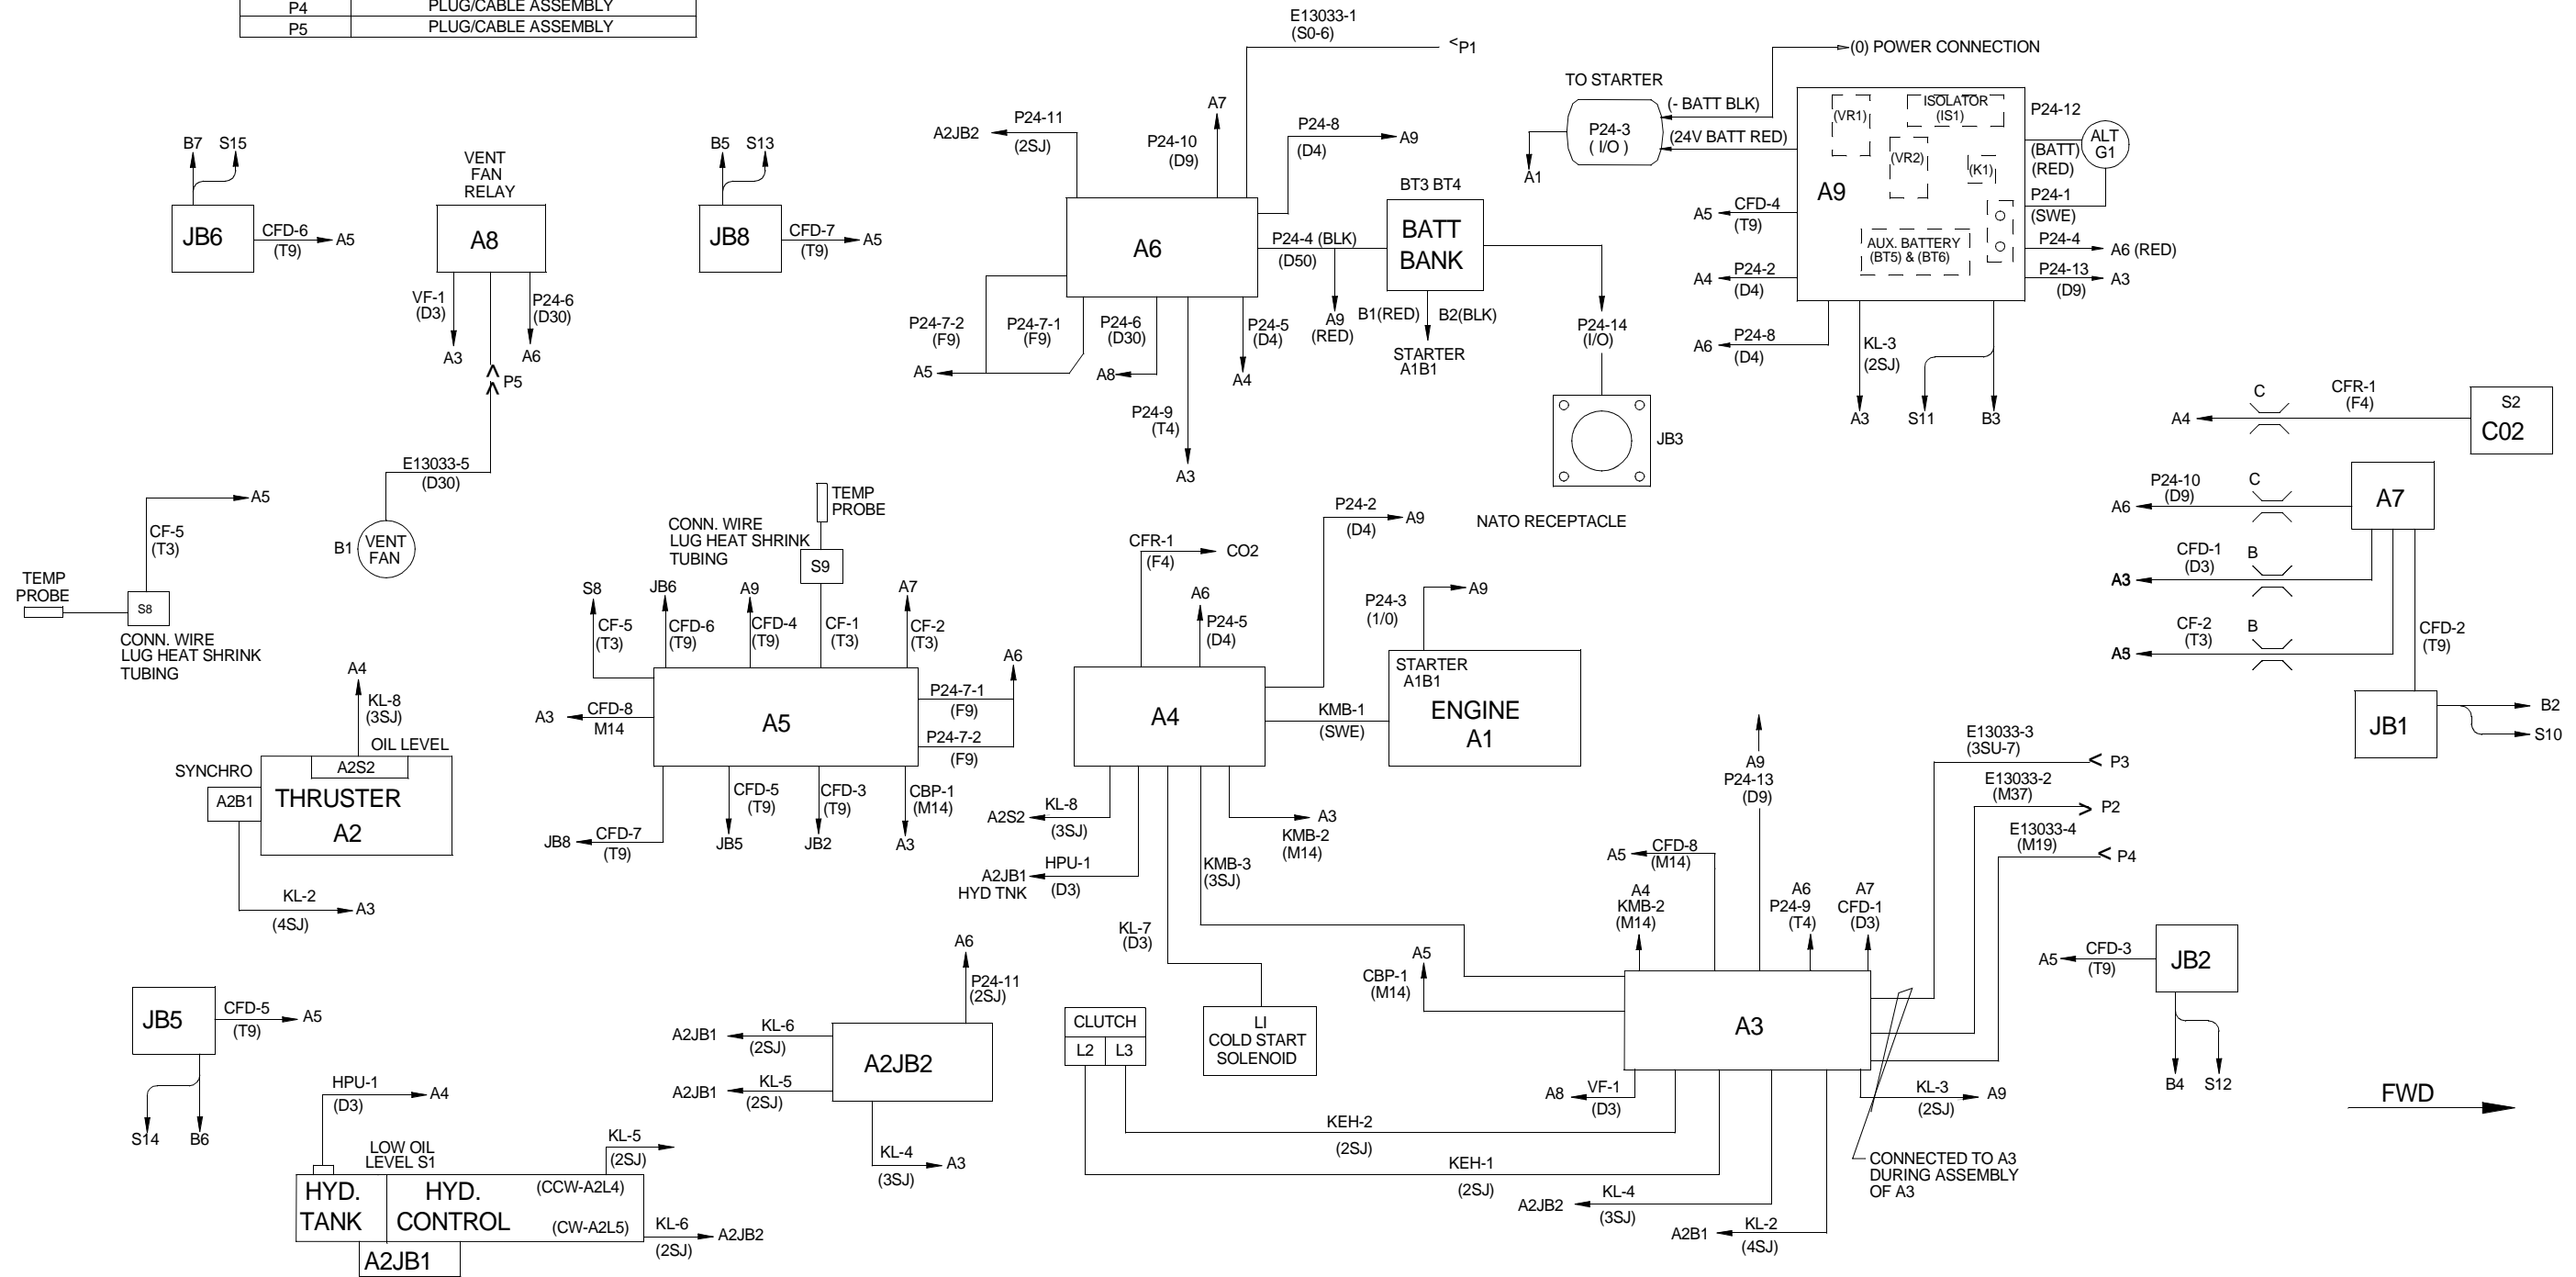 P4 PLUG/CABLE ASSEMBLY
P5 PLUG/CABLE ASSEMBLY
E13033-1
(S0-6)
<P1
(0) POWER CONNECTION
TO STARTER
P24-3
( I/O )
(- BATT BLK)
(24V BATT RED)
A1
B7 S15
JB6
CFD-6
(T9)
A5
VENT
FAN
RELAY
A8
VF-1
(D3)
A3
P24-6
(D30)
A6
P5
E13033-5
(D30)
B1
VENT
FAN
B5 S13
JB8
CFD-7
(T9)
A5
A2JB2
P24-11
(2SJ)
A7
P24-10
(D9)
P24-8
(D4)
A9
A6
P24-4 (BLK)
(D50)
A9
(RED)
P24-7-2
(F9)
P24-7-1
(F9)
A5
P24-6
(D30)
A8
P24-9
(T4)
A3
P24-5
(D4)
A4
BT3 BT4
BATT
BANK
B1(RED) B2(BLK)
STARTER
A1B1
P24-14
(I/O)
JB3
NATO RECEPTACLE
(VR1)
ISOLATOR
(IS1)
(VR2)
(K1)
A9
AUX. BATTERY
(BT5) & (BT6)
P24-12
(BATT)
(RED)
ALT
G1
P24-1
(SWE)
P24-4
A6 (RED)
P24-13
(D9)
A3
A5
CFD-4
(T9)
A4
P24-2
(D4)
A6
P24-8
(D4)
KL-3
(2SJ)
A3 S11 B3
A4
C
CFR-1
(F4)
S2
C02
P24-10
(D9)
A6
C
A7
CFD-1
(D3)
A3
B
CF-2
(T3)
A5
B
CFD-2
(T9)
JB1
B2
S10
A5
CF-5
(T3)
TEMP
PROBE
S8
CONN. WIRE
LUG HEAT SHRINK
TUBING
TEMP
PROBE
CONN. WIRE
LUG HEAT SHRINK
TUBING
S9
S8
CF-5
(T3)
JB6
CFD-6
(T9)
A9
CFD-4
(T9)
CF-1
(T3)
A7
CF-2
(T3)
A3
CFD-8
M14
A5
P24-7-1
(F9)
P24-7-2
(F9)
A6
JB8
CFD-7
(T9)
CFD-5
(T9)
JB5
CFD-3
(T9)
JB2
CBP-1
(M14)
A3
CFR-1
(F4)
CO2
A6
P24-5
(D4)
P24-2
(D4)
A9
P24-3
(1/0)
A9
A4
KMB-1
(SWE)
STARTER
A1B1
ENGINE
A1
A2S2
KL-8
(3SJ)
A2JB1
HYD TNK
HPU-1
(D3)
KL-7
(D3)
KMB-3
(3SJ)
A3
KMB-2
(M14)
A4
KL-8
(3SJ)
OIL LEVEL
SYNCHRO
A2S2
A2B1
THRUSTER
A2
KL-2
(4SJ)
A3
A9
P24-13
(D9)
E13033-3
(3SU-7)
< P3
E13033-2
(M37)
> P2
E13033-4
(M19)
< P4
A5
CFD-8
(M14)
A4
KMB-2
(M14)
A6
P24-9
(T4)
A7
CFD-1
(D3)
A5
CBP-1
(M14)
A3
A5
CFD-3
(T9)
JB2
B4 S12
JB5
CFD-5
(T9)
A5
S14 B6
A6
P24-11
(2SJ)
A2JB1
KL-6
(2SJ)
A2JB1
KL-5
(2SJ)
A2JB2
KL-4
(3SJ)
A3
CLUTCH
L2 L3
LI
COLD START
SOLENOID
A8
VF-1
(D3)
KL-3
(2SJ)
A9
KEH-2
(2SJ)
KEH-1
(2SJ)
A2JB2
KL-4
(3SJ)
A2B1
KL-2
(4SJ)
CONNECTED TO A3
DURING ASSEMBLY
OF A3
FWD
HPU-1
(D3)
A4
LOW OIL
LEVEL S1
KL-5
(2SJ)
HYD.
TANK
HYD.
CONTROL
(CCW-A2L4)
(CW-A2L5)
KL-6
(2SJ)
A2JB2
A2JB1